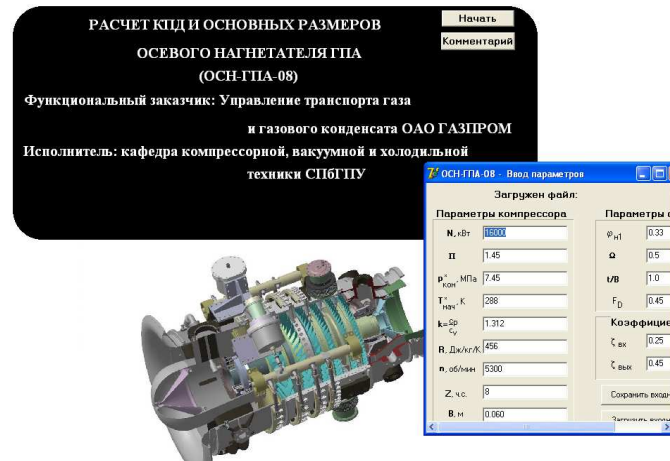 РАСЧЕТ КПД И ОСНОВНЫХ РАЗМЕРОВ
ОСЕВОГО НАГНЕТАТЕЛЯ ГПА
(ОСН-ГПА-08)
Функциональный заказчик: Управление транспорта газа
и газового конденсата ОАО ГАЗПРОМ
Исполнитель: кафедра компрессорной, вакуумной и холодильной
техники СПбГПУ
Начать
Комментарий
ОСН-ГПА-08 - Ввод параметров
Загружен файл:
Параметры компрессора
N, кВт 16000
П 1.45
p*кон, МПа 7.45
T*нач, К 288
k=cp/cv 1.312
R, Дж/кг/К 456
n, об/мин 5300
Z, ч.с. 8
B, м 0.060
Параметры
φн1 0.33
Ω 0.5
t/B 1.0
FD 0.45
ζвх 0.25
ζвых 0.45
Сохранить
Загрузить